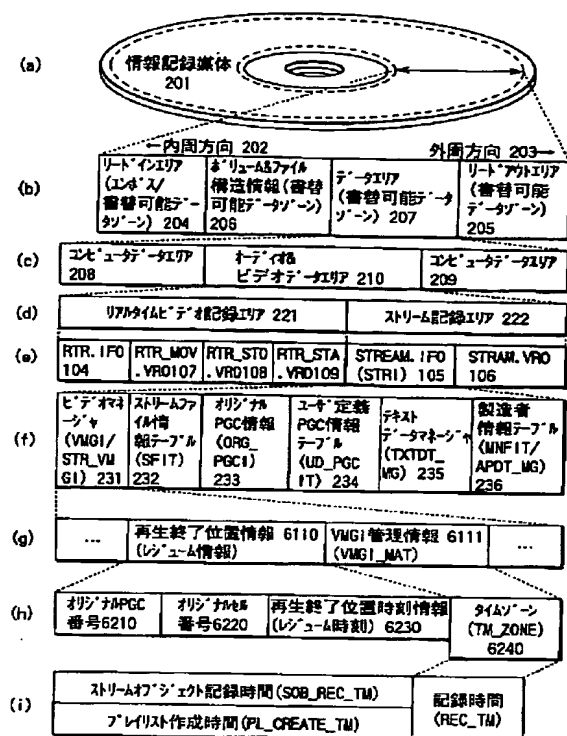 (a)
情報記録媒体
201
←内周方向 202
外周方向 203→
(b)
リードインエリア
(エンボス/
書替可能デー
タゾーン) 204
ボリューム&ファイル
構造情報(書替
可能データゾーン)
206
データエリア
(書替可能データ
ゾーン) 207
リードアウトエリア
(書替可能
データゾーン)
205
(c)
コンピュータデータエリア
208
オーディオ&
ビデオデータエリア 210
コンピュータデータエリア
209
(d)
リアルタイムビデオ記録エリア 221
ストリーム記録エリア 222
(e)
RTR.IFO
104
RTR_MOV
.VRO107
RTR_STO
.VRO108
RTR_STA
.VRO109
STREAM.IFO
(STRI) 105
STRAM.VRO
106
(f)
ビデオマネ
ージャ
(VMGI/
STR_VM
GI) 231
ストリームファ
イル情
報テーブル
(SFIT)
232
オリジナル
PGC情報
(ORG_
PGCI)
233
ユーザ定義
PGC情報
テーブル
(UD_PGC
IT) 234
テキスト
データマネージャ
(TXTDT_
MG) 235
製造者
情報テーブル
(MNFIT/
APDT_MG)
236
(g)
...
再生終了位置情報 6110
(レジューム情報)
VMGI管理情報 6111
(VMGI_MAT)
...
(h)
オリジナルPGC
番号6210
オリジナルセル
番号6220
再生終了位置時刻情報
(レジューム時刻) 6230
タイムゾーン
(TM_ZONE)
6240
(i)
ストリームオブジェクト記録時間(SOB_REC_TM)
プレイリスト作成時間(PL_CREATE_TM)
記録時間
(REC_TM)